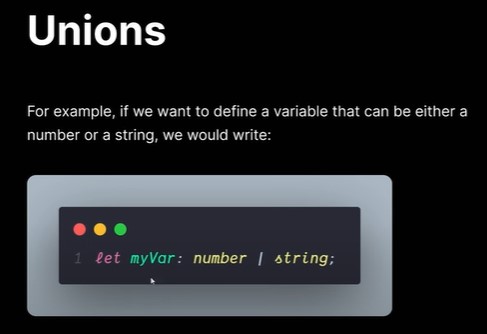 Unions
For example, if we want to define a variable that can be either a
number or a string, we would write:
1 let myVar: number | string;